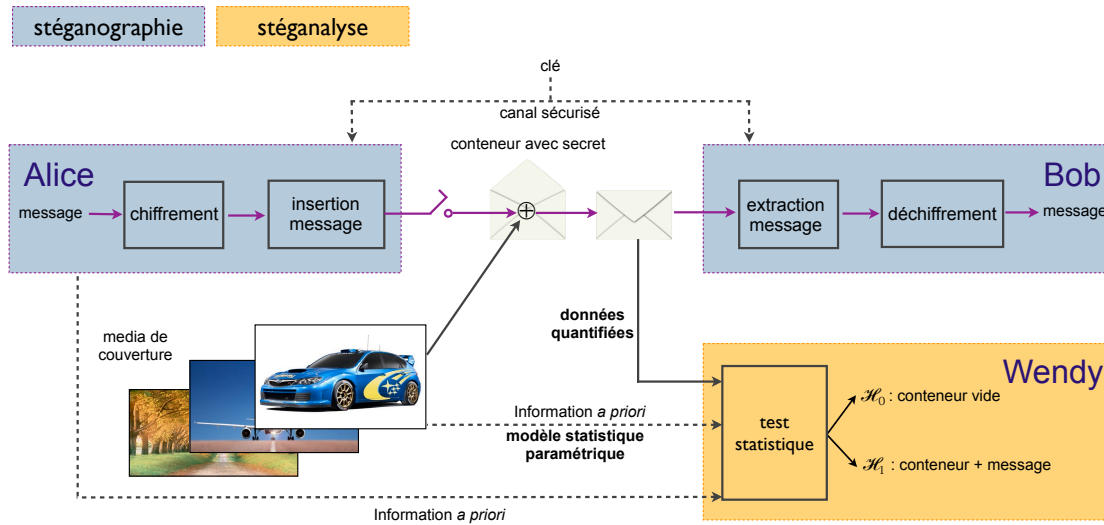 stéganographie
stéganalyse
clé
canal sécurisé
conteneur avec secret
Alice
message
chiffrement
insertion
message
Bob
extraction
message
déchiffrement
message
media de
couverture
données
quantifiées
Information a priori
modèle statistique
paramétrique
Information a priori
Wendy
test
statistique
ℋ0 : conteneur vide
ℋ1 : conteneur + message